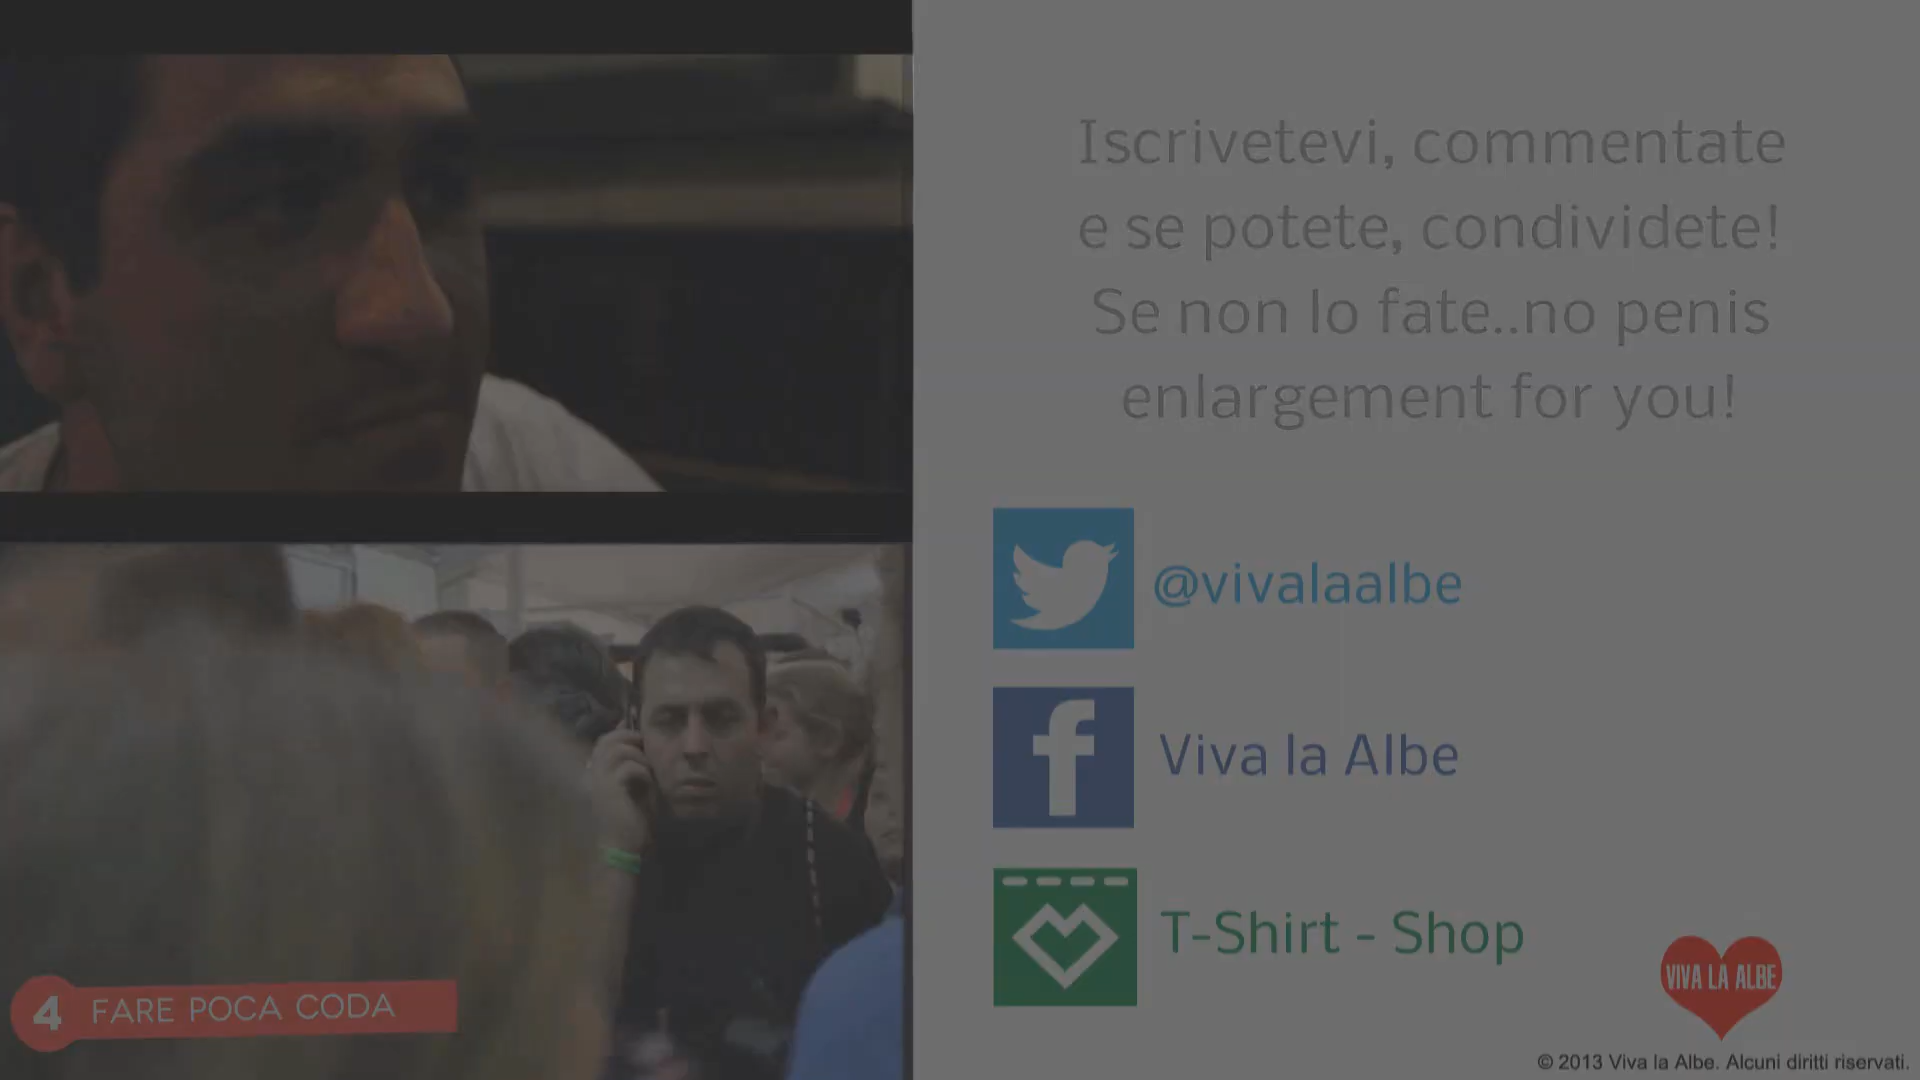 Iscrivetevi, commentate
e se potete, condividete!
Se non lo fate..no penis
enlargement for you!
@vivalaalbe
Viva la Albe
T-Shirt - Shop
4 FARE POCA CODA
VIVA LA ALBE
© 2013 Viva la Albe. Alcuni diritti riservati.